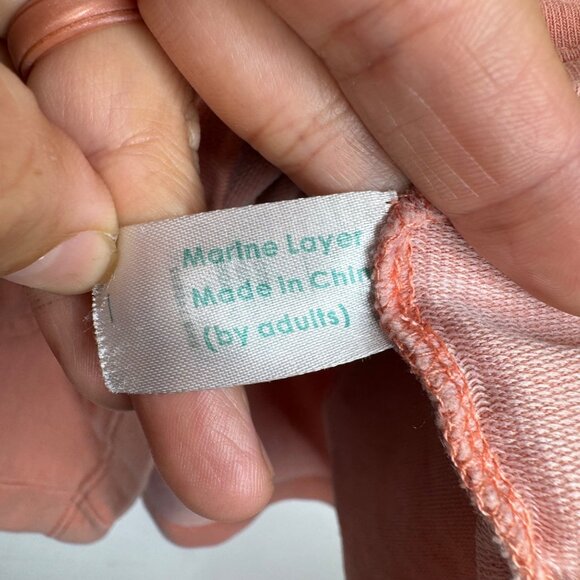 Marine Layer
Made in Chin
(by adults)